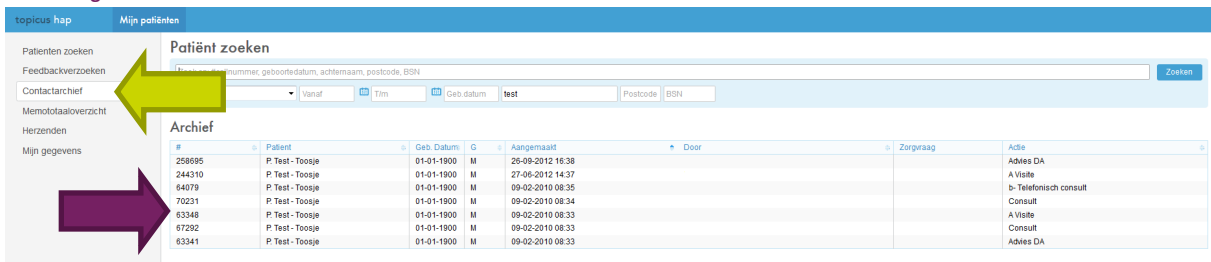 topicus hap Mijn patiënten
Patienten zoeken
Feedbackverzoeken
Contactarchief
Memototaaloverzicht
Herzenden
Mijn gegevens
Patiënt zoeken
geboortedatum, achternaam, postcode, BSN Zoeken
Vanaf T/m Geb.datum test Postcode BSN
Archief
# Patient Geb. Datum G Aangemaakt Door Zorgvraag Actie
258695 P. Test - Toosje 01-01-1900 M 26-09-2012 16:38 Advies DA
244310 P. Test - Toosje 01-01-1900 M 27-06-2012 14:37 A Visite
64079 P. Test - Toosje 01-01-1900 M 09-02-2010 08:35 b- Telefonisch consult
70231 P. Test - Toosje 01-01-1900 M 09-02-2010 08:34 Consult
63348 P. Test - Toosje 01-01-1900 M 09-02-2010 08:33 A Visite
67292 P. Test - Toosje 01-01-1900 M 09-02-2010 08:33 Consult
63341 P. Test - Toosje 01-01-1900 M 09-02-2010 08:33 Advies DA